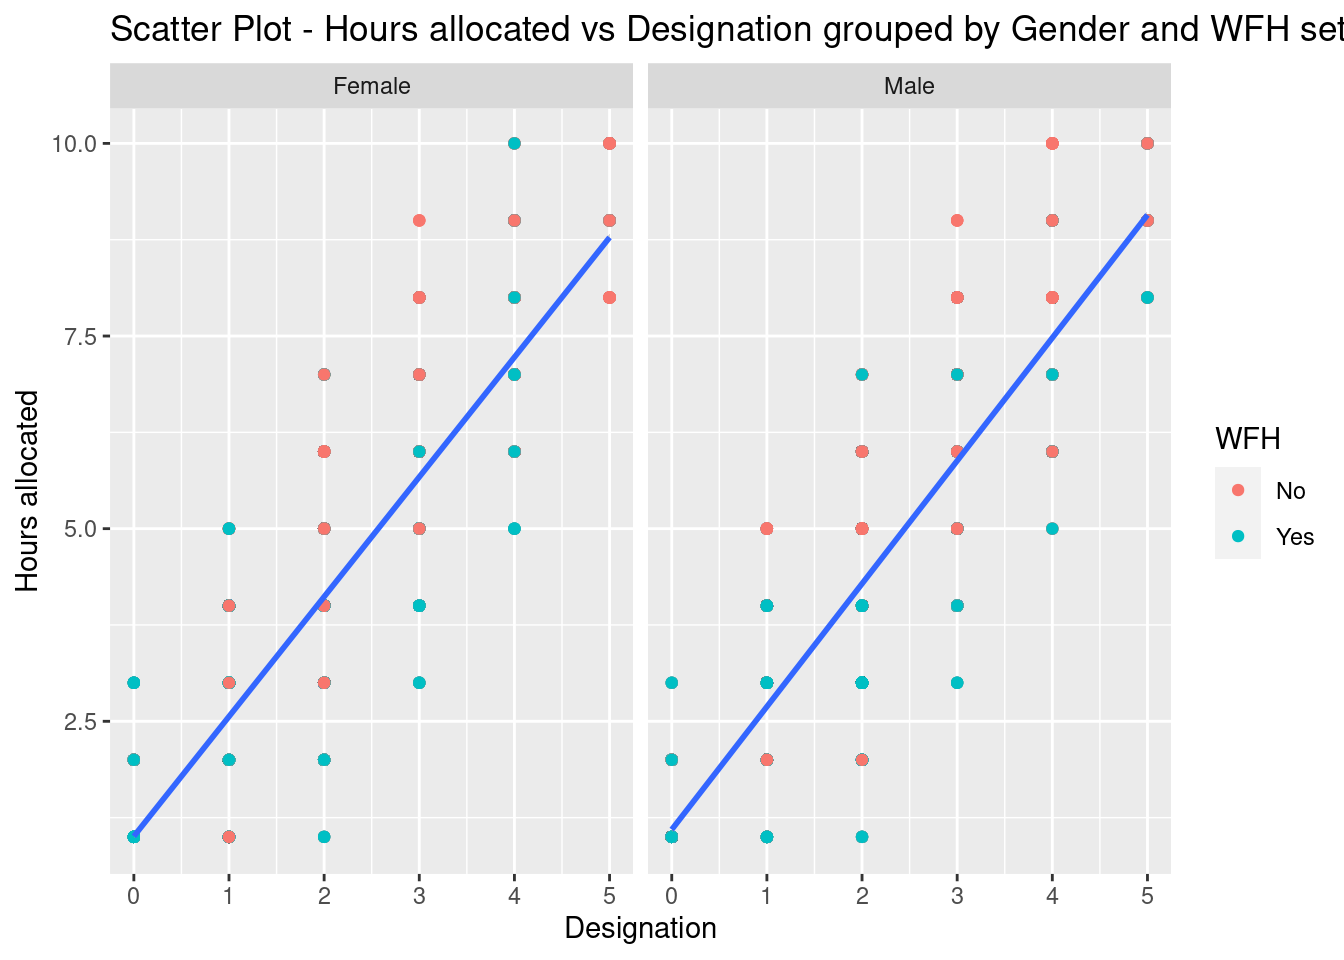 Scatter Plot - Hours allocated vs Designation grouped by Gender and WFH set
Female
Male
10.0
7.5
5.0
2.5
Hours allocated
0 1 2 3 4 5
0 1 2 3 4 5
Designation
WFH
No
Yes